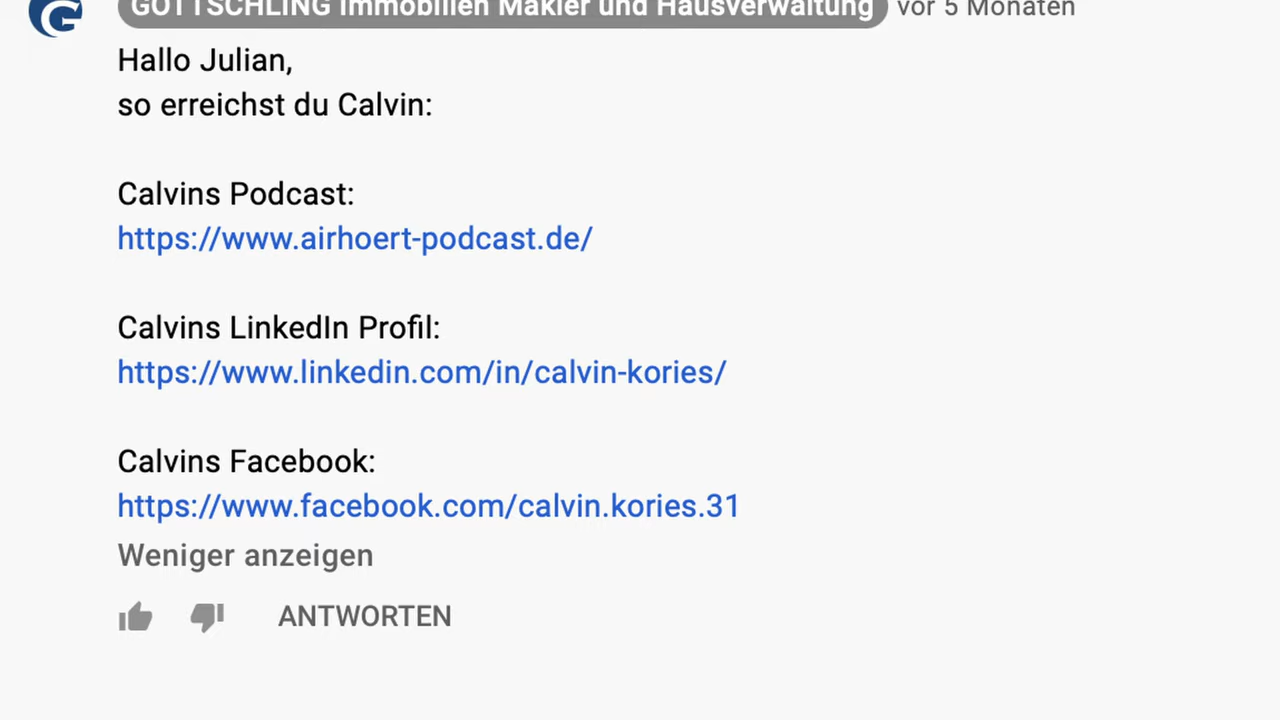 GOTTSCHLING Immobilien Makler und Hausverwaltung vor 5 Monaten
Hallo Julian,
so erreichst du Calvin:
Calvins Podcast:
https://www.airhoert-podcast.de/
Calvins LinkedIn Profil:
https://www.linkedin.com/in/calvin-kories/
Calvins Facebook:
https://www.facebook.com/calvin.kories.31
Weniger anzeigen
ANTWORTEN